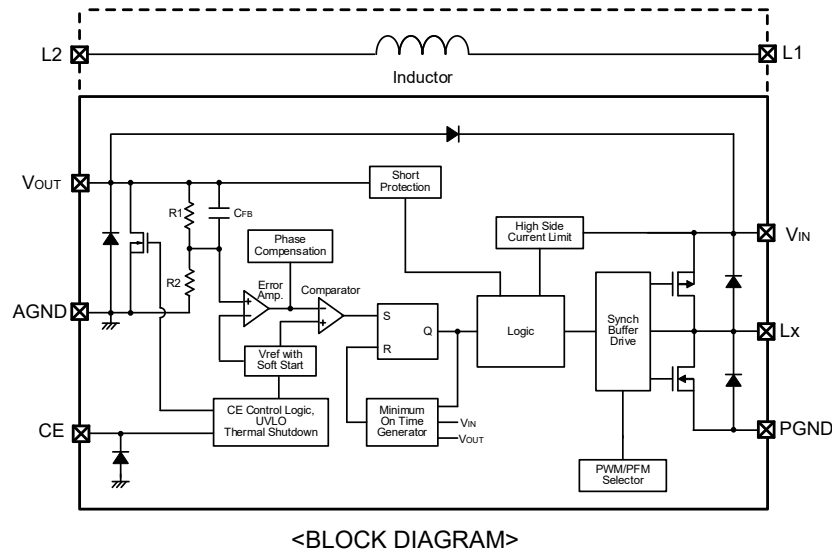 L2
L1
Inductor
VOUT
Short
Protection
R1
CFB
High Side
Current Limit
VIN
Phase
Compensation
R2
Error
Amp.
Comparator
AGND
S
Q
R
Logic
Synch
Buffer
Drive
Lx
Vref with
Soft Start
CE Control Logic,
UVLO
Thermal Shutdown
Minimum
On Time
Generator
VIN
VOUT
CE
PGND
PWM/PFM
Selector
<BLOCK DIAGRAM>